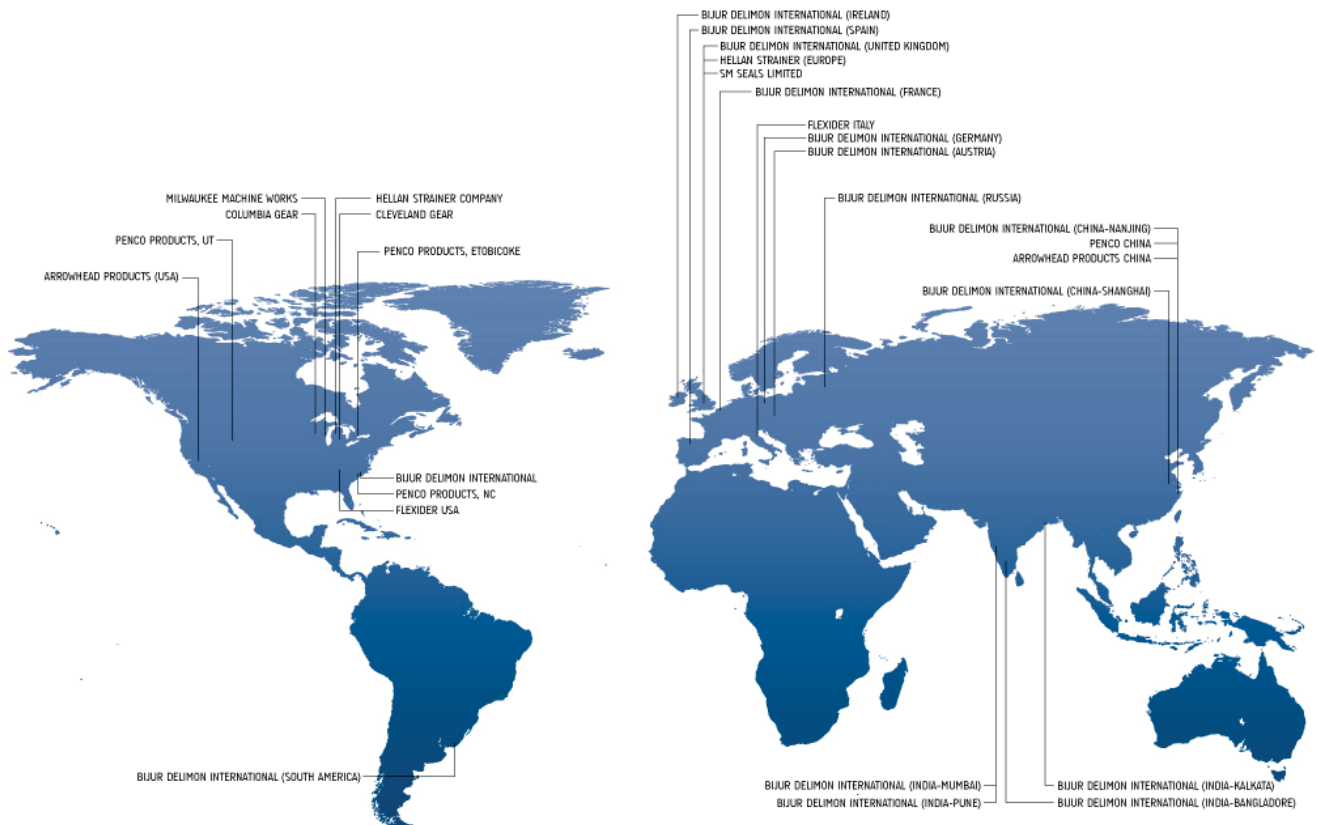 BIJUR DELIMON INTERNATIONAL (IRELAND)
BIJUR DELIMON INTERNATIONAL (SPAIN)
BIJUR DELIMON INTERNATIONAL (UNITED KINGDOM)
HELLAN STRAINER (EUROPE)
SM SEALS LIMITED
BIJUR DELIMON INTERNATIONAL (FRANCE)
FLEXIDER ITALY
BIJUR DELIMON INTERNATIONAL (GERMANY)
BIJUR DELIMON INTERNATIONAL (AUSTRIA)
MILWAUKEE MACHINE WORKS
HELLAN STRAINER COMPANY
BIJUR DELIMON INTERNATIONAL (RUSSIA)
COLUMBIA GEAR
CLEVELAND GEAR
BIJUR DELIMON INTERNATIONAL (CHINA-NANJING)
PENCO PRODUCTS, UT
PENCO CHINA
PENCO PRODUCTS, ETOBICOKE
ARROWHEAD PRODUCTS CHINA
ARROWHEAD PRODUCTS (USA)
BIJUR DELIMON INTERNATIONAL (CHINA-SHANGHAI)
BIJUR DELIMON INTERNATIONAL
PENCO PRODUCTS, NC
FLEXIDER USA
BIJUR DELIMON INTERNATIONAL (SOUTH AMERICA)
BIJUR DELIMON INTERNATIONAL (INDIA-MUMBAI)
BIJUR DELIMON INTERNATIONAL (INDIA-KALKATA)
BIJUR DELIMON INTERNATIONAL (INDIA-PUNE)
BIJUR DELIMON INTERNATIONAL (INDIA-BANGLADORE)